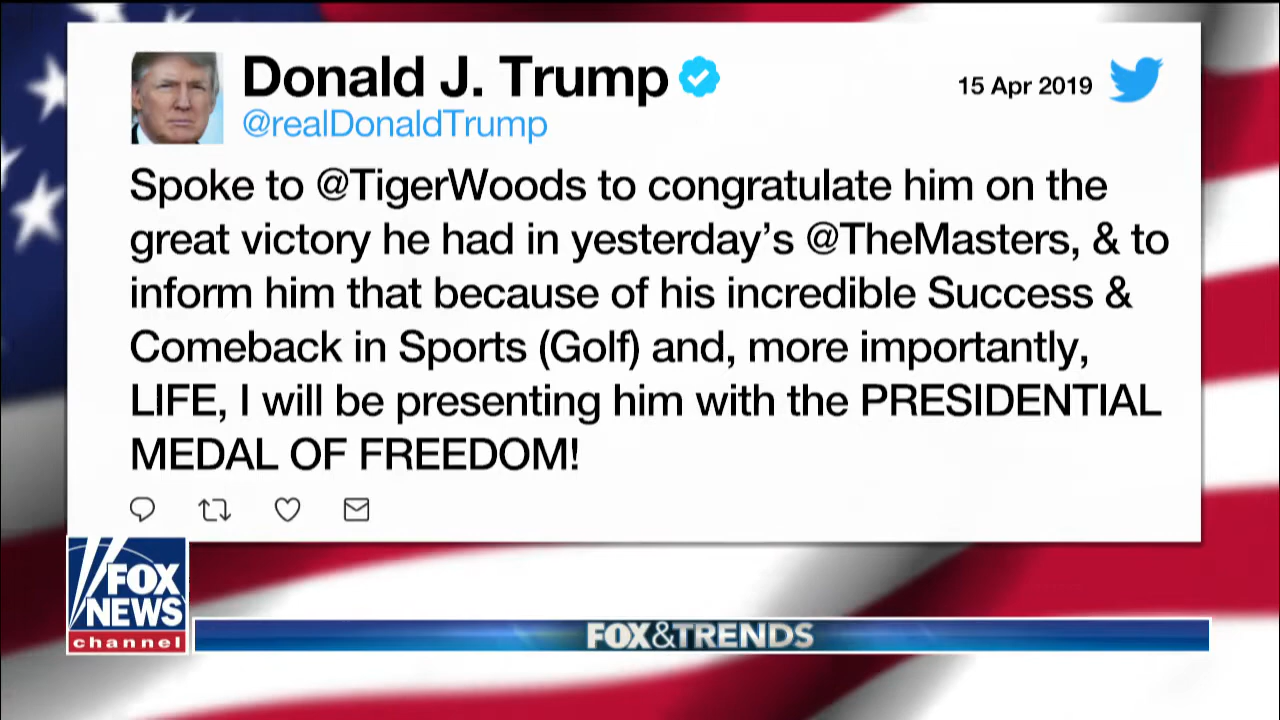 Donald J. Trump
@realDonaldTrump
15 Apr 2019
Spoke to @TigerWoods to congratulate him on the
great victory he had in yesterday’s @TheMasters, & to
inform him that because of his incredible Success &
Comeback in Sports (Golf) and, more importantly,
LIFE, I will be presenting him with the PRESIDENTIAL
MEDAL OF FREEDOM!
FOX
NEWS
channel
FOX&TRENDS